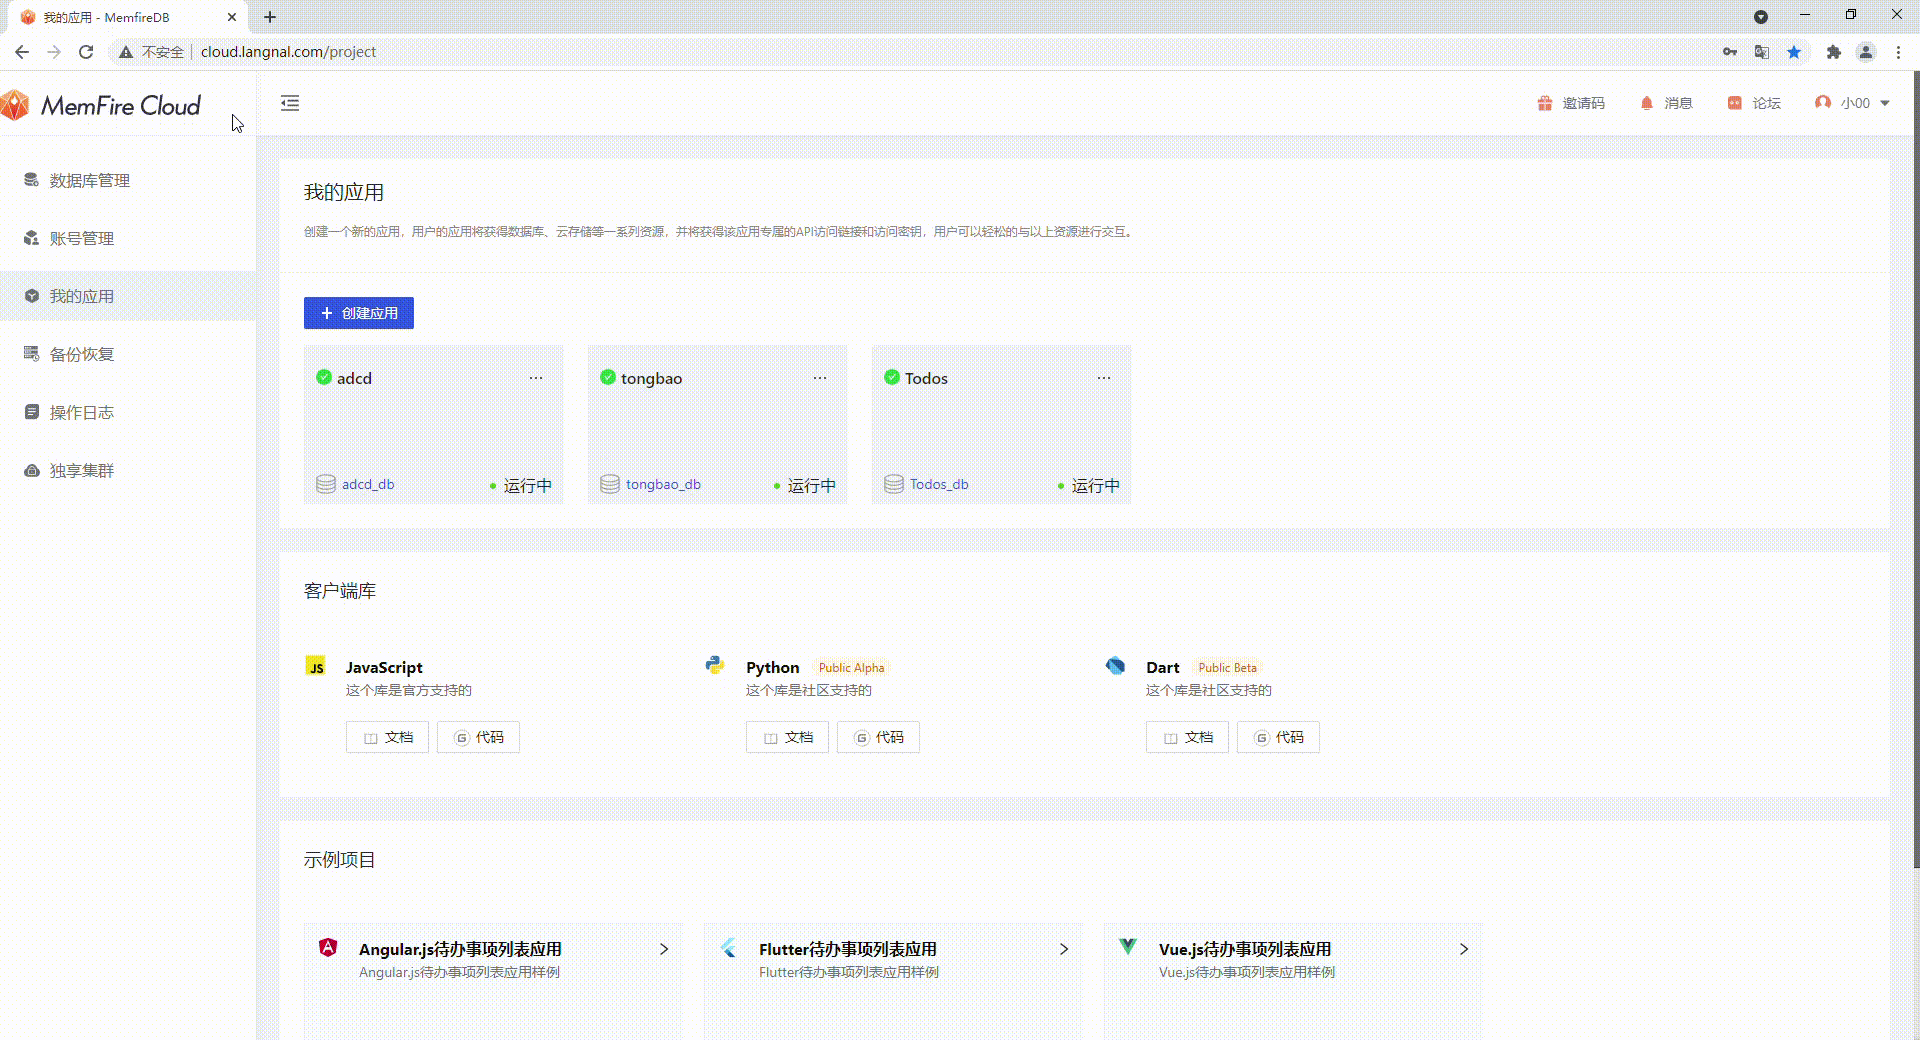 我的应用 - MemfireDB
不安全
cloud.langnal.com/project
MemFire Cloud
邀请码
消息
论坛
小00
数据库管理
账号管理
我的应用
备份恢复
操作日志
独享集群
我的应用
创建一个新的应用，用户的应用将获得数据库、云存储等一系列资源，并将获得该应用专属的API访问链接和访问密钥，用户可以轻松的与以上资源进行交互。
+ 创建应用
adcd
adcd_db
运行中
tongbao
tongbao_db
运行中
Todos
Todos_db
运行中
客户端库
JS
JavaScript
这个库是官方支持的
文档
代码
Python
Public Alpha
这个库是社区支持的
文档
代码
Dart
Public Beta
这个库是社区支持的
文档
代码
示例项目
Angular.js待办事项列表应用
Angular.js待办事项列表应用样例
Flutter待办事项列表应用
Flutter待办事项列表应用样例
Vue.js待办事项列表应用
Vue.js待办事项列表应用样例